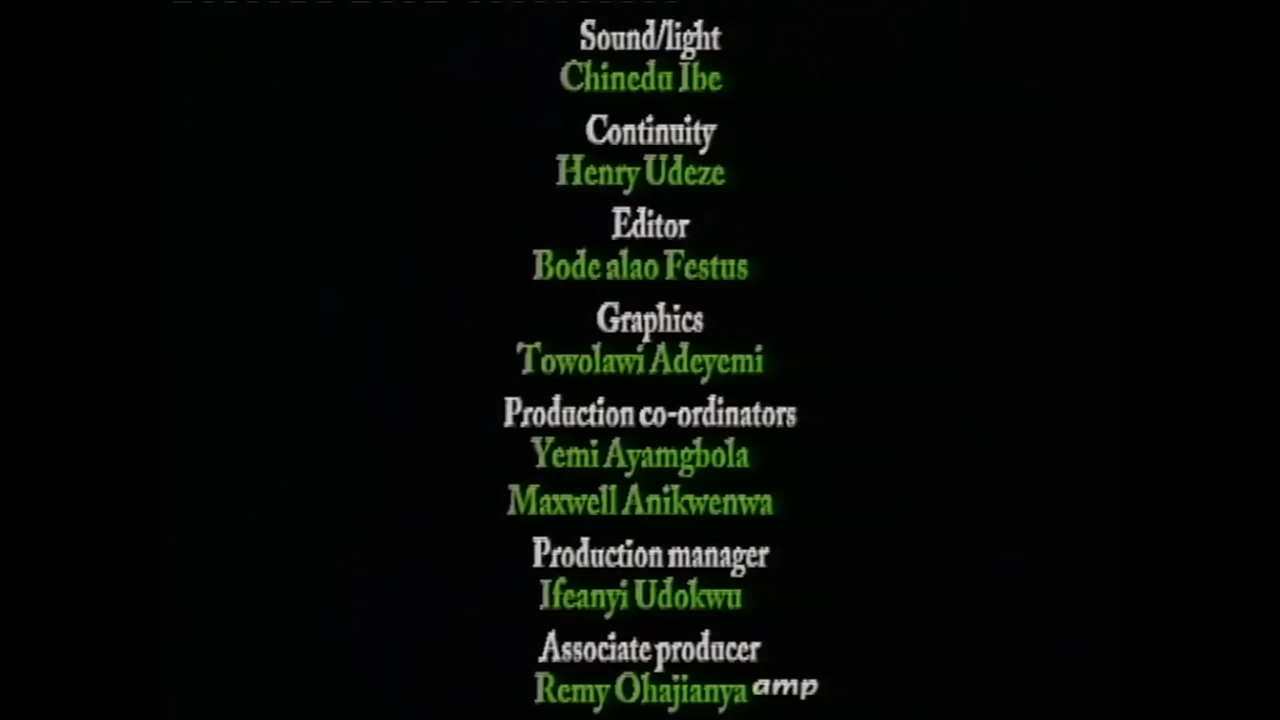 Sound/light
Chinedu Ibe
Continuity
Henry Udeze
Editor
Bode alao Festus
Graphics
Towolawi Adeyemi
Production co-ordinators
Yemi Ayamgbola
Maxwell Anikwenwa
Production manager
Ifeanyi Udokwu
Associate producer
Remy Ohajianya amp